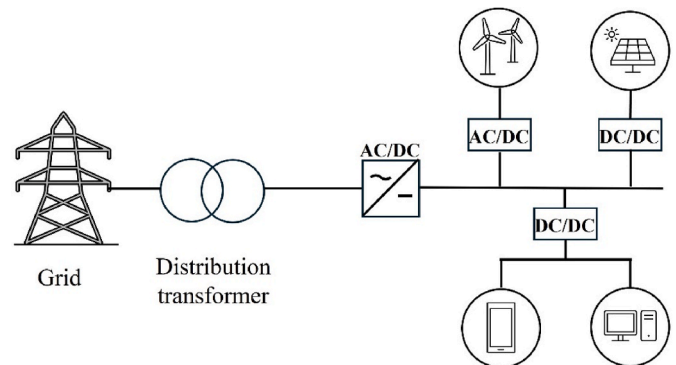 AC/DC
DC/DC
AC/DC
DC/DC
Grid
Distribution
transformer